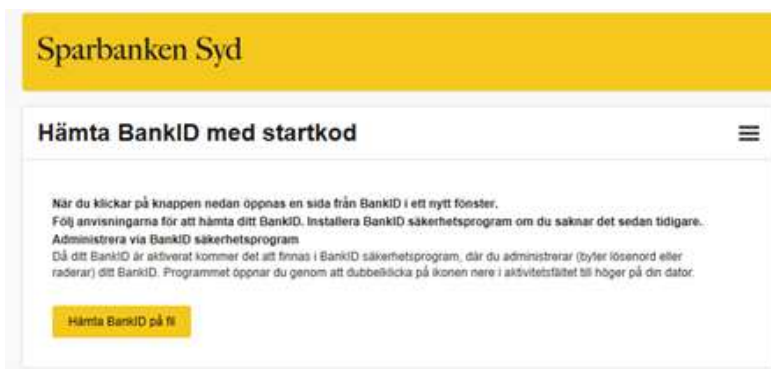 Sparbanken Syd
Hämta BankID med startkod
När du klickar på knappen nedan öppnas en sida från BankID i ett nytt fönster.
Följ anvisningarna för att hämta ditt BankID. Installera BankID säkerhetsprogram om du saknar det sedan tidigare.
Administrera via BankID säkerhetsprogram
Då ditt BankID är aktiverat kommer det att finnas i BankID säkerhetsprogram, där du administrerar (byter lösenord eller
raderar) ditt BankID. Programmet öppnar du genom att dubbelklicka på ikonen nere i aktivitetsfältet till höger på din dator.
Hämta BankID på fil